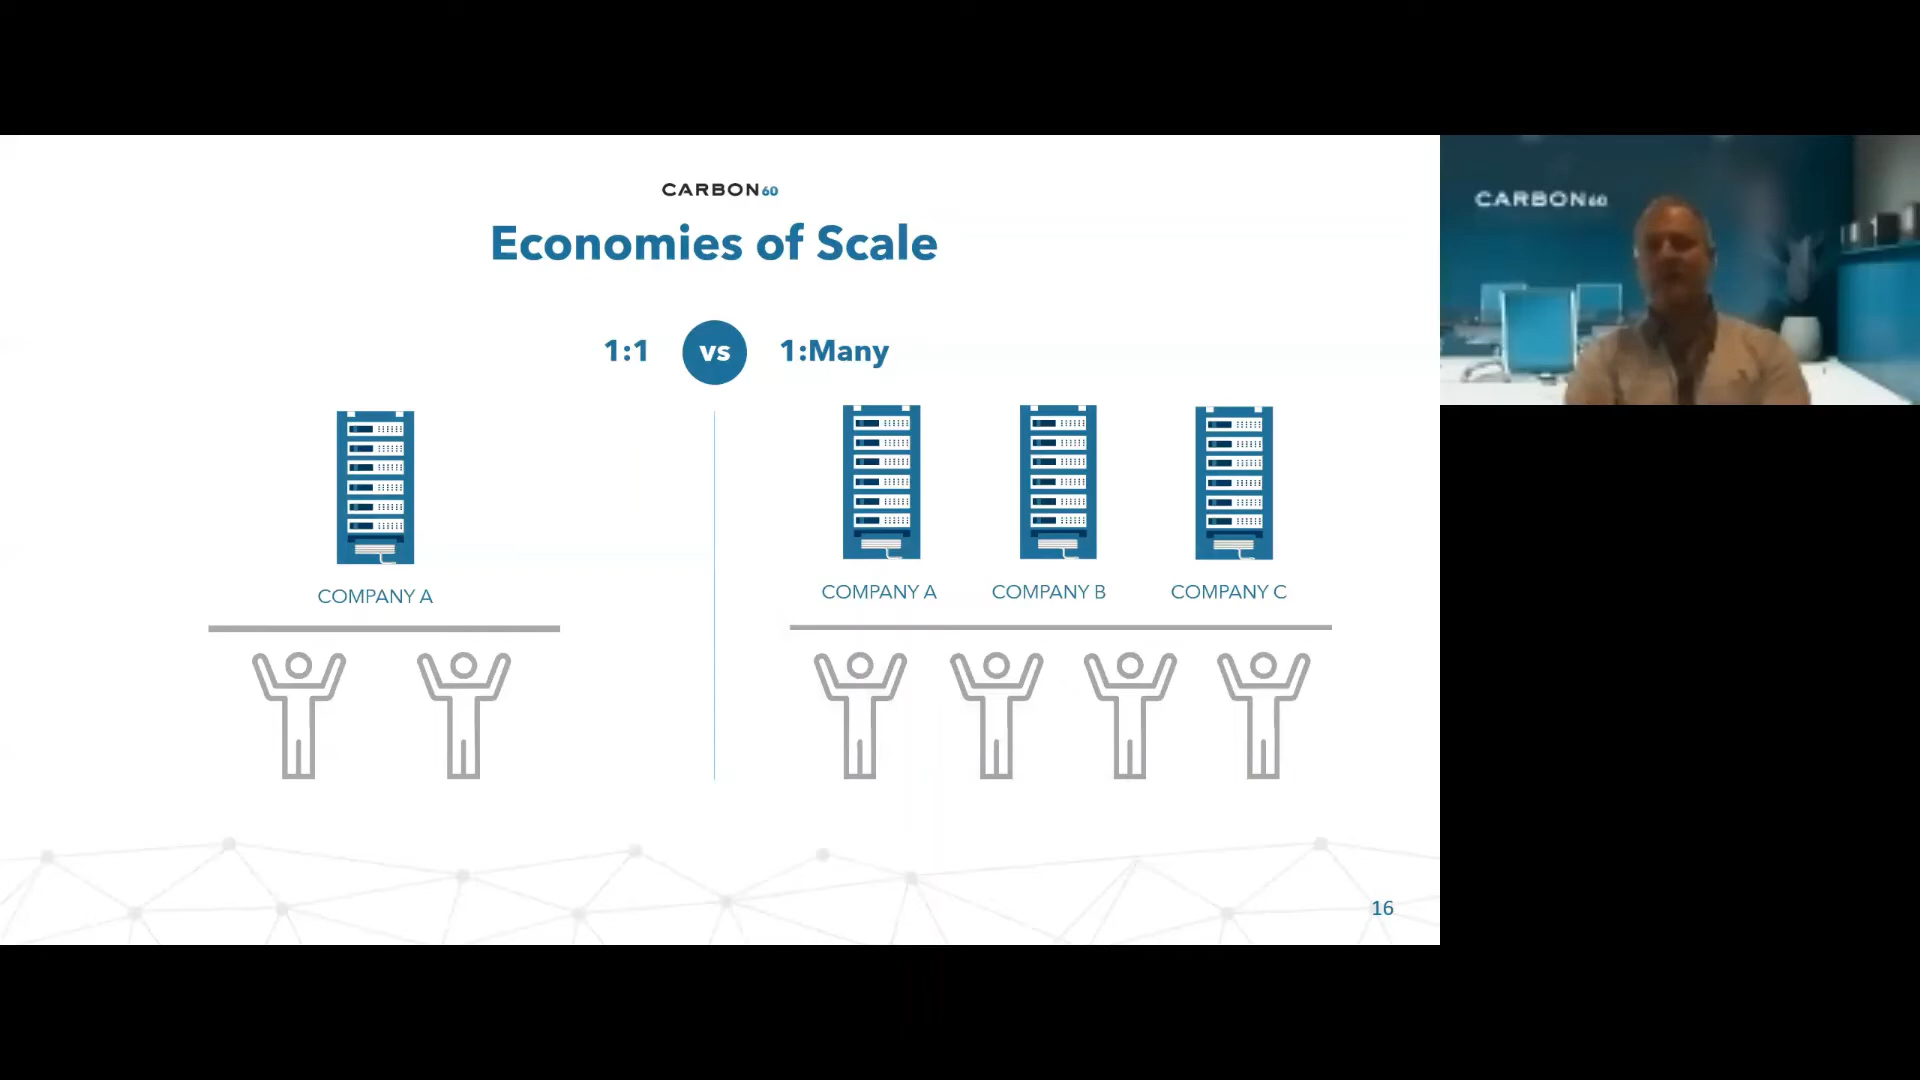 CARBON60
Economies of Scale
1:1 vs 1:Many
COMPANY A
COMPANY A COMPANY B COMPANY C
16
CARBON60